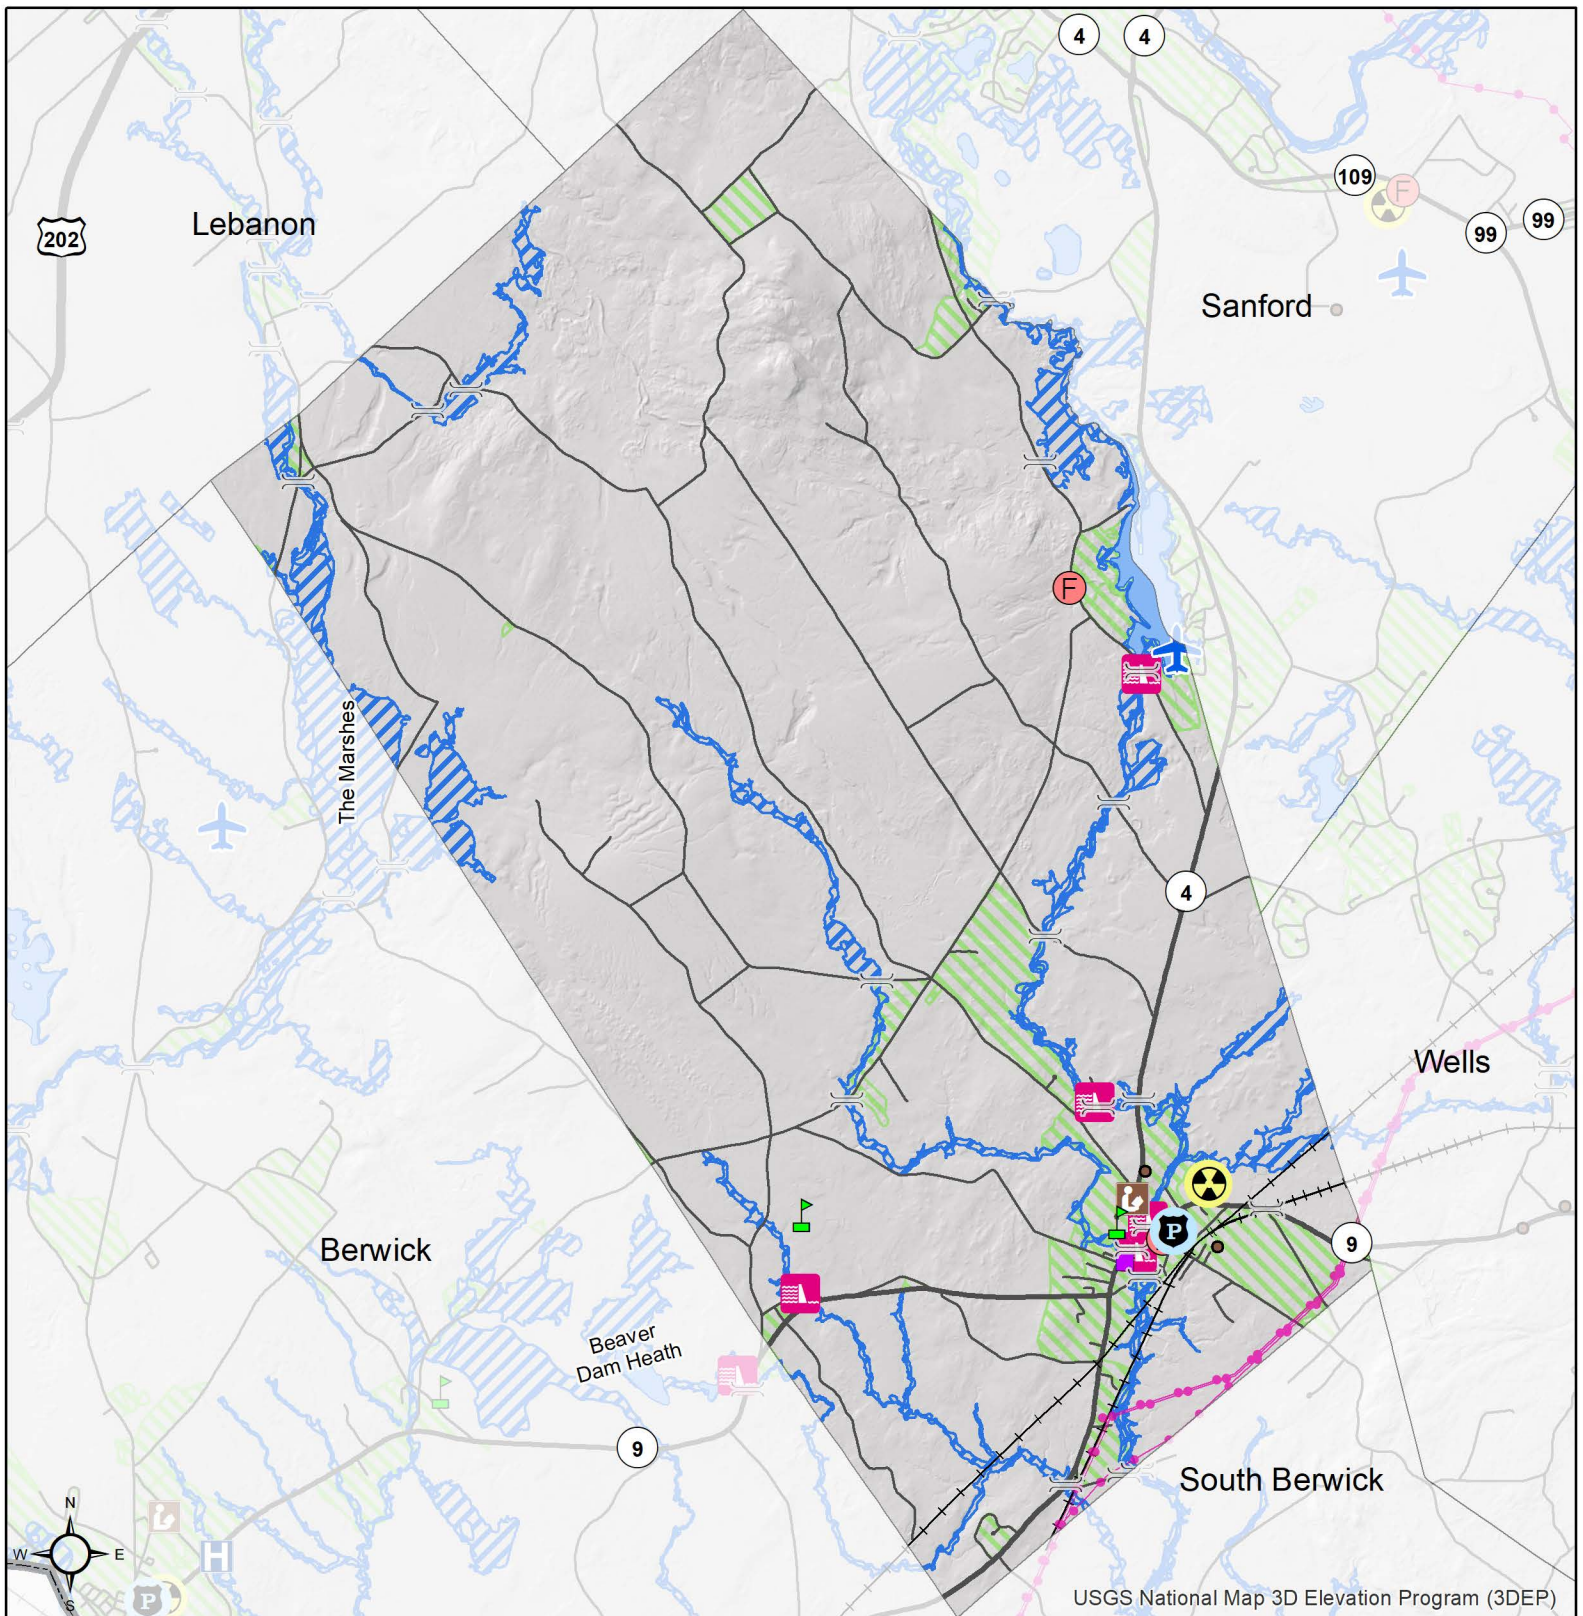 4
4
109
F
99
99
202
Lebanon
Sanford
F
The Marshes
4
Wells
P
9
Berwick
Beaver
Dam Heath
9
South Berwick
N
W
E
S
H
P
USGS National Map 3D Elevation Program (3DEP)